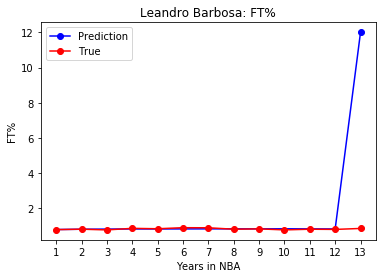 Leandro Barbosa: FT%
Prediction
True
FT%
12
10
8
6
4
2
1 2 3 4 5 6 7 8 9 10 11 12 13
Years in NBA